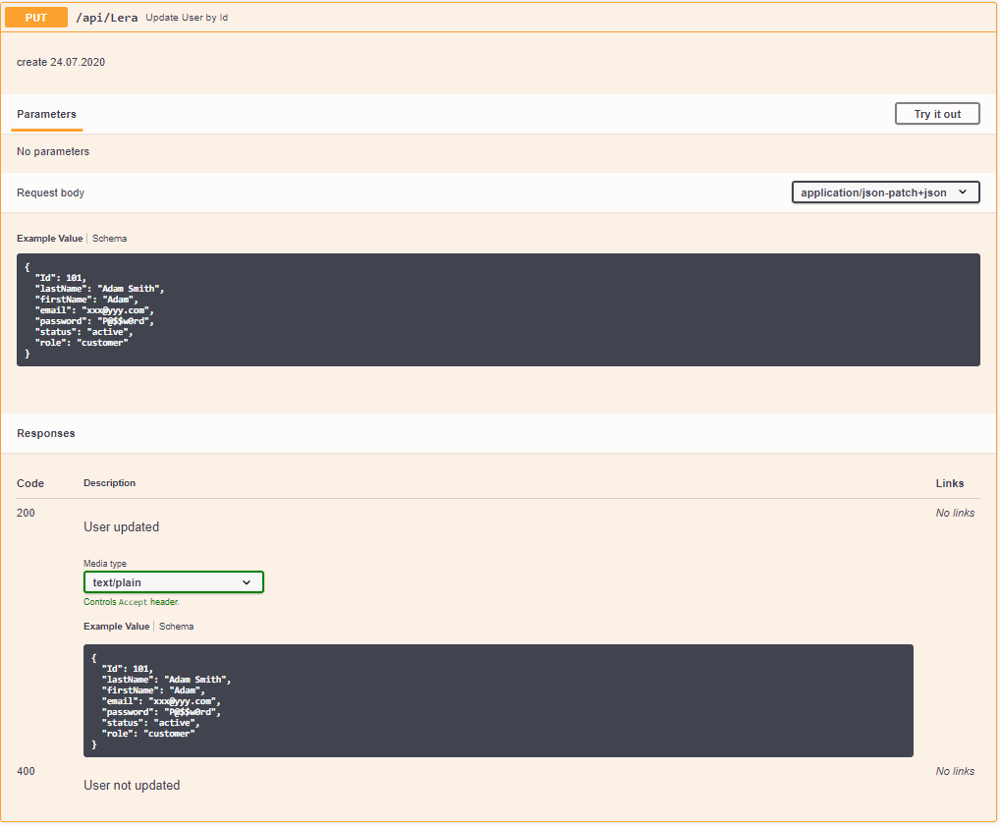 PUT /api/Lera Update User by Id
create 24.07.2020
Parameters
Try it out
No parameters
Request body
application/json-patch+json
Example Value | Schema
{
"Id": 101,
"lastName": "Adam Smith",
"firstName": "Adam",
"email": "xxx@yyy.com",
"password": "P@$$w0rd",
"status": "active",
"role": "customer"
}
Responses
Code Description Links
200 No links
User updated
Media type
text/plain
Controls Accept header.
Example Value | Schema
{
"Id": 101,
"lastName": "Adam Smith",
"firstName": "Adam",
"email": "xxx@yyy.com",
"password": "P@$$w0rd",
"status": "active",
"role": "customer"
}
400 No links
User not updated